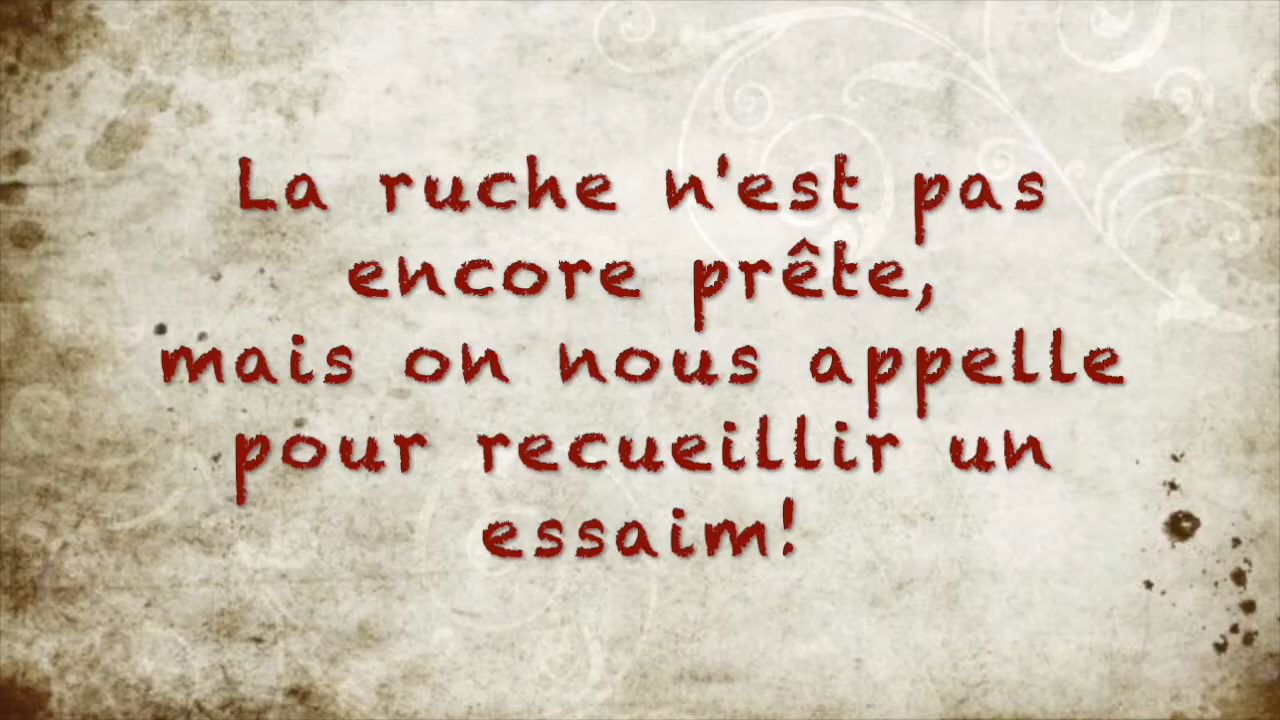 La ruche n'est pas
encore prête,
mais on nous appelle
pour recueillir un
essaim!